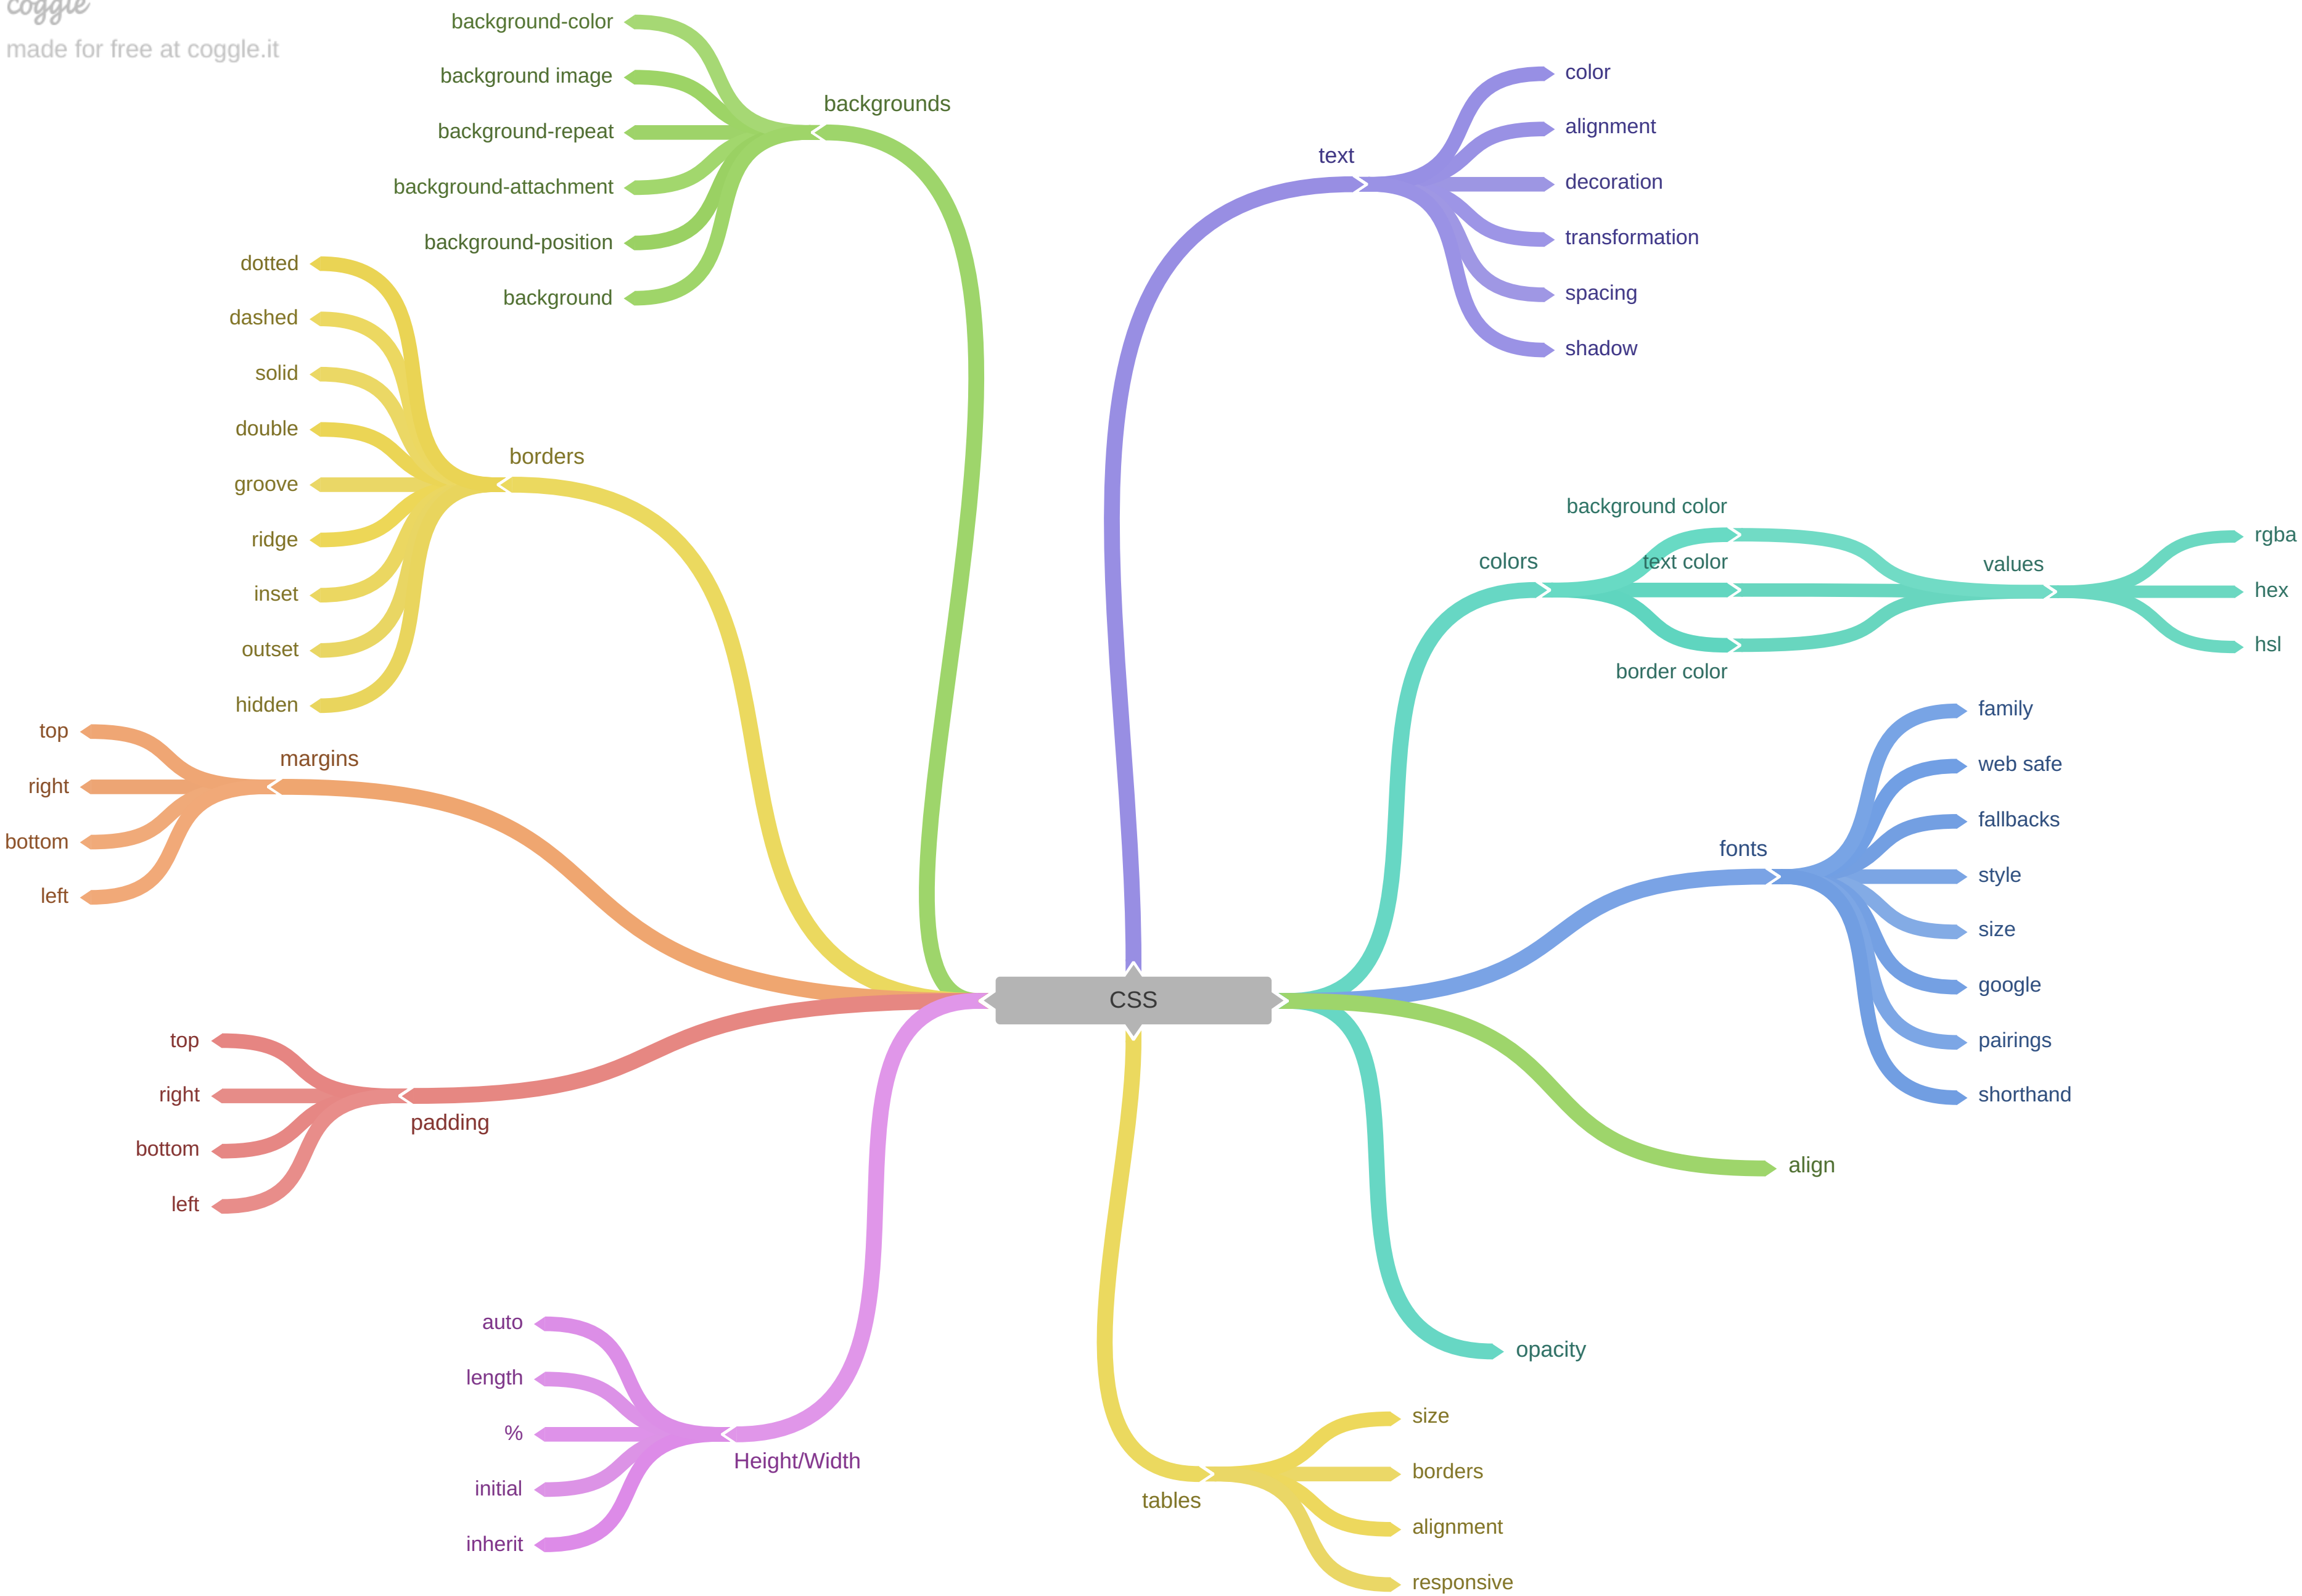 coggle
made for free at coggle.it
CSS
backgrounds
background-color
background image
background-repeat
background-attachment
background-position
background
borders
dotted
dashed
solid
double
groove
ridge
inset
outset
hidden
margins
top
right
bottom
left
padding
top
right
bottom
left
Height/Width
auto
length
%
initial
inherit
text
color
alignment
decoration
transformation
spacing
shadow
colors
background color
text color
border color
values
rgba
hex
hsl
fonts
family
web safe
fallbacks
style
size
google
pairings
shorthand
align
opacity
tables
size
borders
alignment
responsive